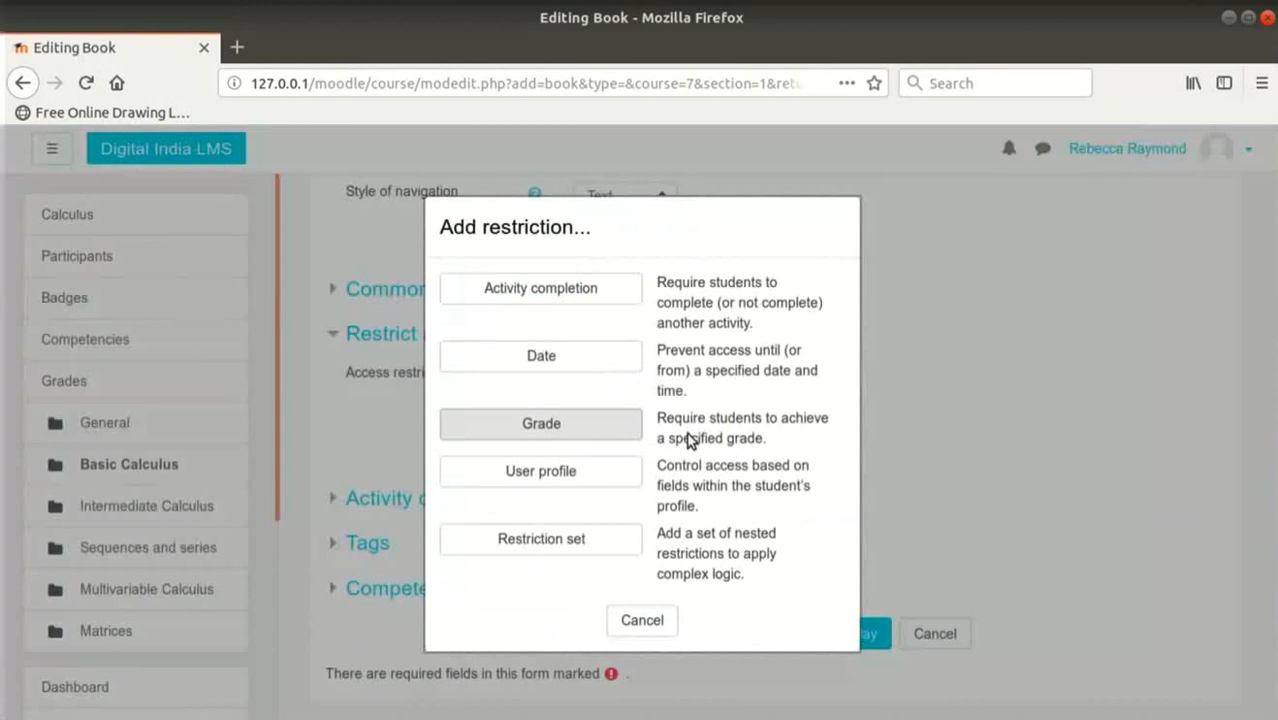 Editing Book - Mozilla Firefox
Editing Book
127.0.0.1/moodle/course/modedit.php?add=book&type=&course=7&section=1&retu
Search
Free Online Drawing L...
Digital India LMS
Rebecca Raymond
Calculus
Participants
Badges
Competencies
Grades
General
Basic Calculus
Intermediate Calculus
Sequences and series
Multivariable Calculus
Matrices
Dashboard
Style of navigation
Text
Common
Restrict
Access restri
Activity c
Tags
Compete
ay
Cancel
There are required fields in this form marked .
Add restriction...
Activity completion
Require students to
complete (or not complete)
another activity.
Date
Prevent access until (or
from) a specified date and
time.
Grade
Require students to achieve
a specified grade.
User profile
Control access based on
fields within the student's
profile.
Restriction set
Add a set of nested
restrictions to apply
complex logic.
Cancel